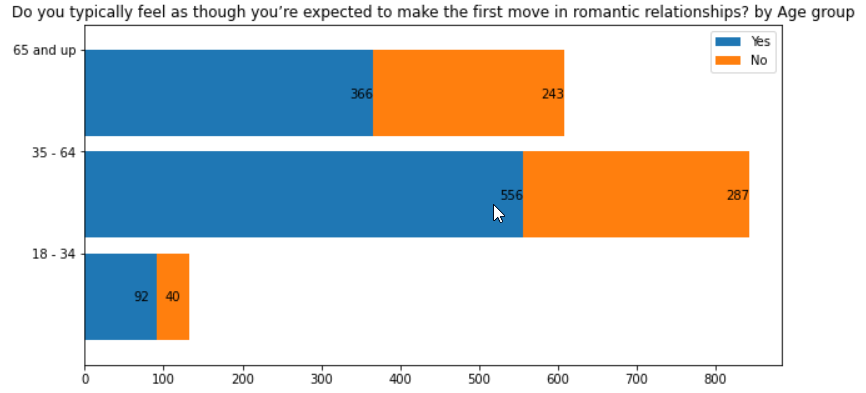 Do you typically feel as though you’re expected to make the first move in romantic relationships? by Age group
Yes
No
65 and up
366
243
35 - 64
556
287
18 - 34
92
40
0
100
200
300
400
500
600
700
800